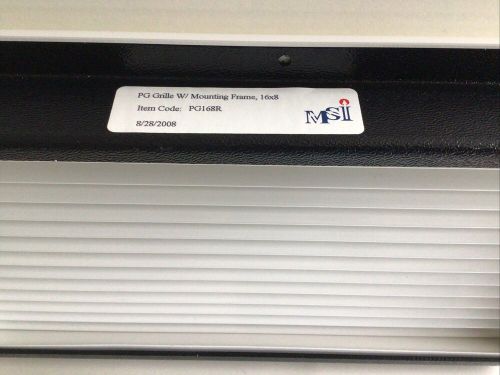 PG Grille W/ Mounting Frame, 16x8
Item Code: PG168R
8/28/2008
MSI